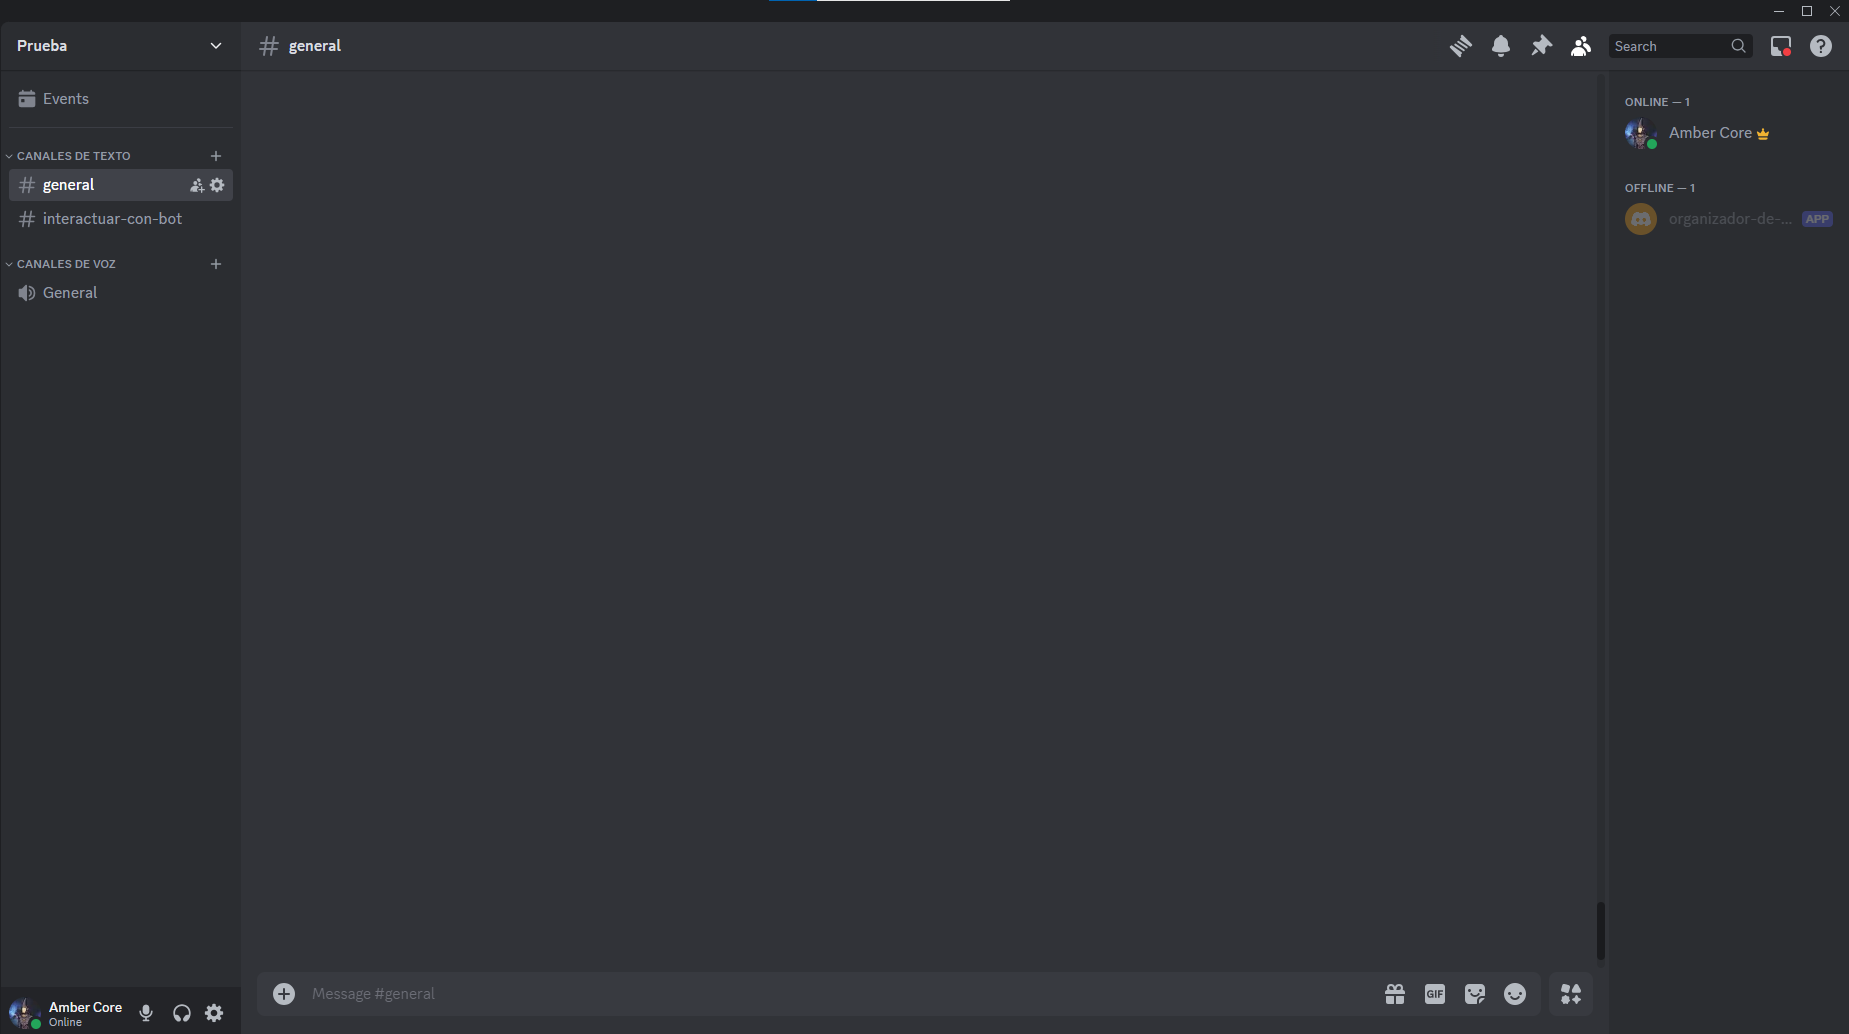 Prueba
general
Search
Events
CANALES DE TEXTO
general
interactuar-con-bot
CANALES DE VOZ
General
ONLINE — 1
Amber Core
OFFLINE — 1
organizador-de-... APP
Message #general
GIF
Amber Core
Online